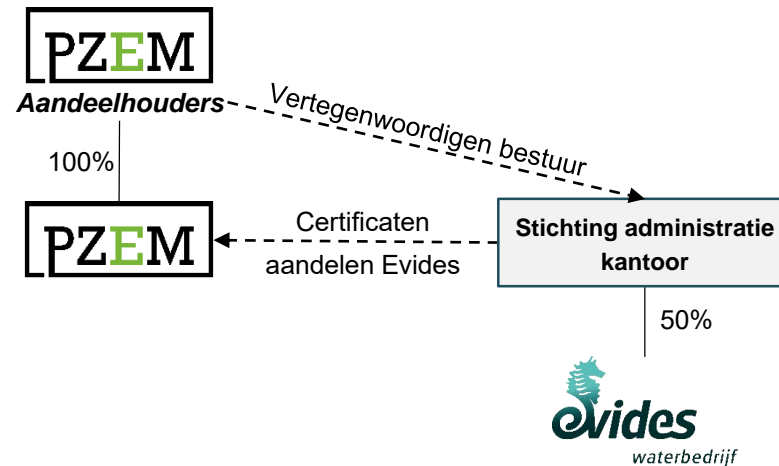 PZEM
Aandeelhouders
Vertegenwoordigen bestuur
100%
PZEM
Certificaten
aandelen Evides
Stichting administratie
kantoor
50%
evides
waterbedrijf